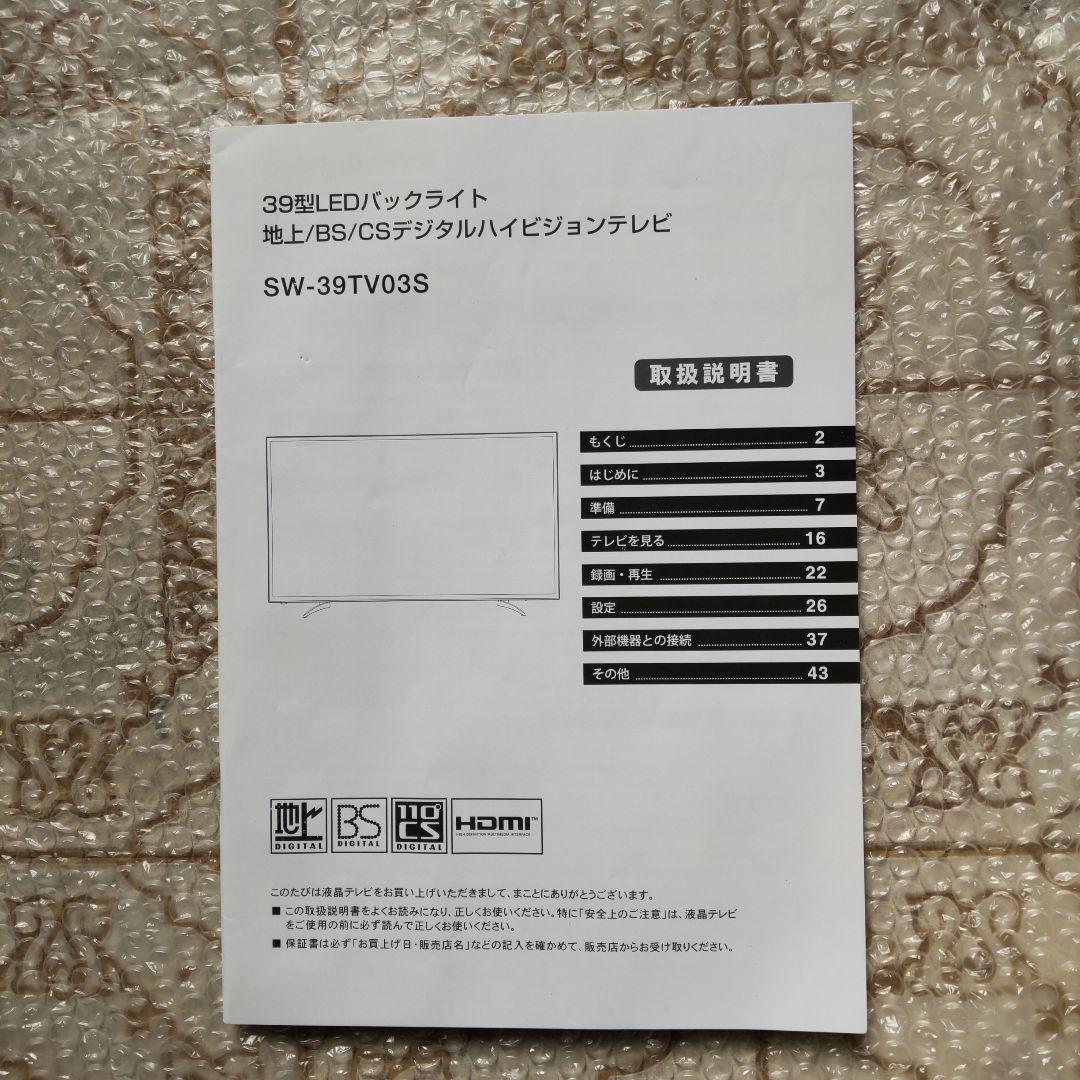 39型LEDバックライト
地上/BS/CSデジタルハイビジョンテレビ
SW-39TV03S
取扱説明書
もくじ 2
はじめに 3
準備 7
テレビを見る 16
録画・再生 22
設定 26
外部機器との接続 37
その他 43
地上 DIGITAL
BS DIGITAL
110° CS DIGITAL
HDMI™
HIGH DEFINITION MULTIMEDIA INTERFACE
このたびは液晶テレビをお買い上げいただきまして、まことにありがとうございます。
■ この取扱説明書をよくお読みになり、正しくお使いください。特に「安全上のご注意」は、液晶テレビ
をご使用の前に必ず読んで正しくお使いください。
■ 保証書は必ず「お買上げ日・販売店名」などの記入を確かめて、販売店からお受け取りください。